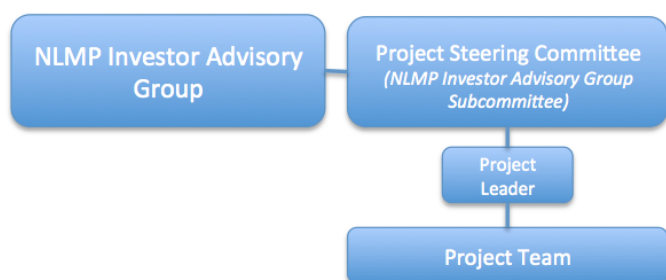 NLMP Investor Advisory
Group
Project Steering Committee
(NLMP Investor Advisory Group
Subcommittee)
Project
Leader
Project Team